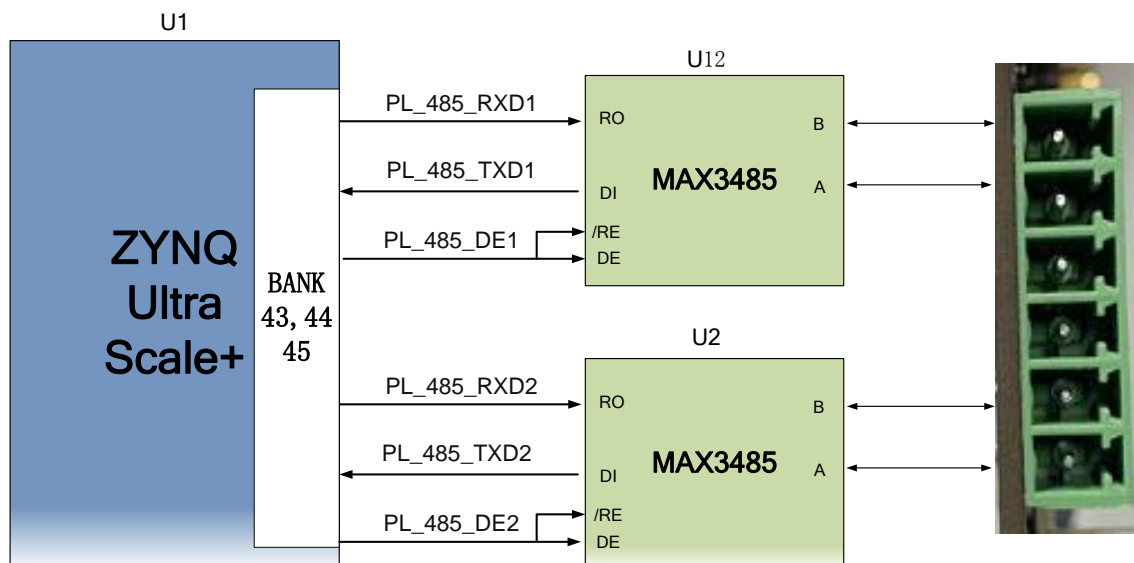 U1
ZYNQ
Ultra
Scale+
BANK
43, 44
45
PL_485_RXD1
PL_485_TXD1
PL_485_DE1
U12
RO
DI
/RE
DE
MAX3485
B
A
PL_485_RXD2
PL_485_TXD2
PL_485_DE2
U2
RO
DI
/RE
DE
MAX3485
B
A